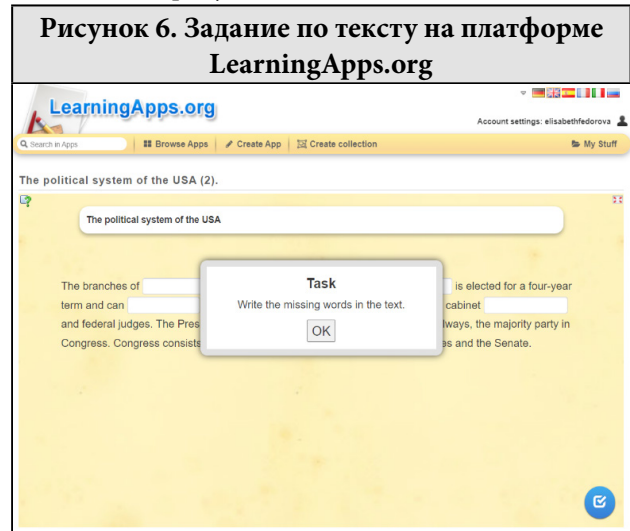 Рисунок 6. Задание по тексту на платформе
LearningApps.org
LearningApps.org
Account settings: elisabethfedorova
Search in Apps
Browse Apps
Create App
Create collection
My Stuff
The political system of the USA (2).
The political system of the USA
Task
Write the missing words in the text.
OK
The branches of is elected for a four-year
term and can cabinet
and federal judges. The Pres lways, the majority party in
Congress. Congress consists es and the Senate.